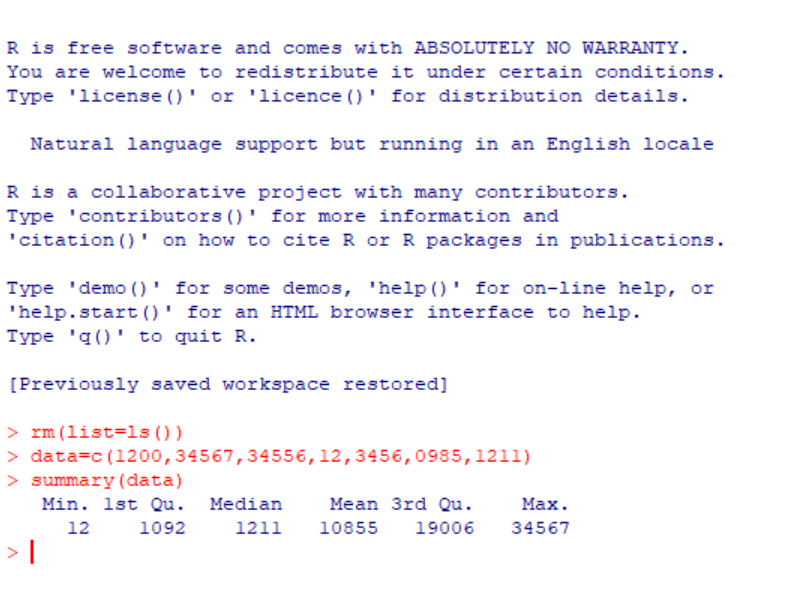 R is free software and comes with ABSOLUTELY NO WARRANTY.
You are welcome to redistribute it under certain conditions.
Type 'license()' or 'licence()' for distribution details.
Natural language support but running in an English locale
R is a collaborative project with many contributors.
Type 'contributors()' for more information and
'citation()' on how to cite R or R packages in publications.
Type 'demo()' for some demos, 'help()' for on-line help, or
'help.start()' for an HTML browser interface to help.
Type 'q()' to quit R.
[Previously saved workspace restored]
> rm(list=ls())
> data=c(1200,34567,34556,12,3456,0985,1211)
> summary(data)
Min. 1st Qu. Median Mean 3rd Qu. Max.
12 1092 1211 10855 19006 34567
>